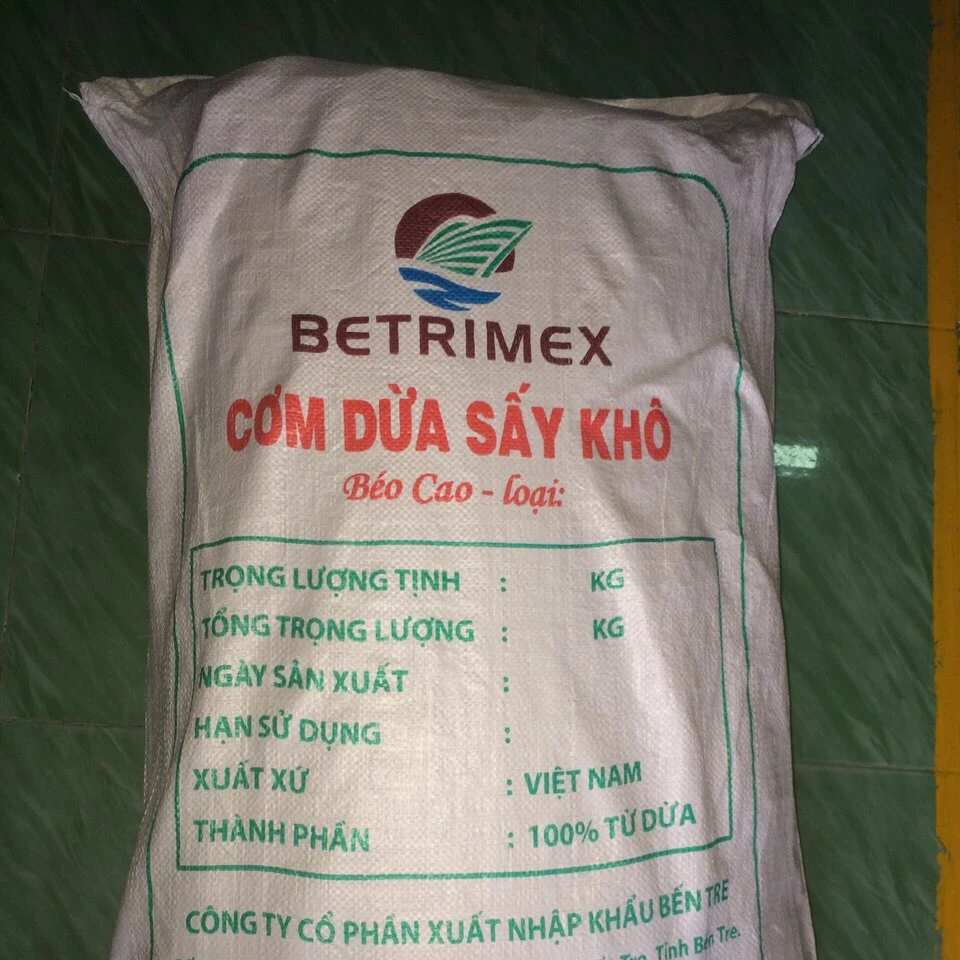 BETRIMEX
CƠM DỪA SẤY KHÔ
Béo Cao - loại:
TRỌNG LƯỢNG TỊNH : KG
TỔNG TRỌNG LƯỢNG : KG
NGÀY SẢN XUẤT :
HẠN SỬ DỤNG :
XUẤT XỨ : VIỆT NAM
THÀNH PHẦN : 100% TỪ DỪA
CÔNG TY CỔ PHẦN XUẤT NHẬP KHẨU BẾN TRE
Tre, Tỉnh Bến Tre.